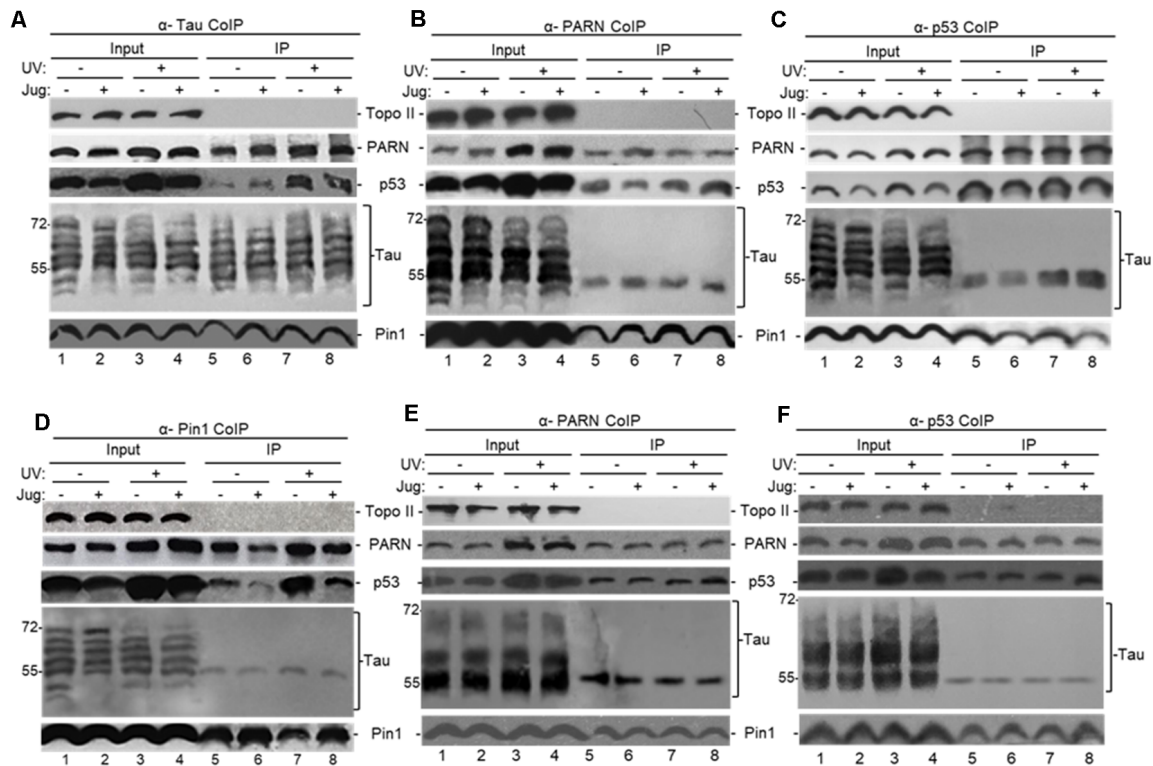 A
α- Tau CoIP
Input IP
UV: - + - +
Jug: - + - + - + - +
Topo II
PARN
p53
72-
55-
-Tau
- Pin1
1 2 3 4 5 6 7 8
B
α- PARN CoIP
Input IP
UV: - + - +
Jug: - + - + - + - +
- Topo II -
- PARN -
- p53 -
72-
55-
-Tau
- Pin1 -
1 2 3 4 5 6 7 8
C
α- p53 CoIP
Input IP
UV: - + - +
Jug: - + - + - + - +
Topo II -
PARN
p53 -
72-
55-
-Tau
Pin1 -
1 2 3 4 5 6 7 8
D
α- Pin1 CoIP
Input IP
UV: - + - +
Jug: - + - + - + - +
- Topo II -
- PARN -
- p53 -
72-
55-
-Tau
- Pin1 -
1 2 3 4 5 6 7 8
E
α- PARN CoIP
Input IP
UV: - + - +
Jug: - + - + - + - +
- Topo II -
- PARN -
- p53 -
72-
55-
-Tau
- Pin1 -
1 2 3 4 5 6 7 8
F
α- p53 CoIP
Input IP
UV: - + - +
Jug: - + - + - + - +
72-
55-
-Tau
1 2 3 4 5 6 7 8